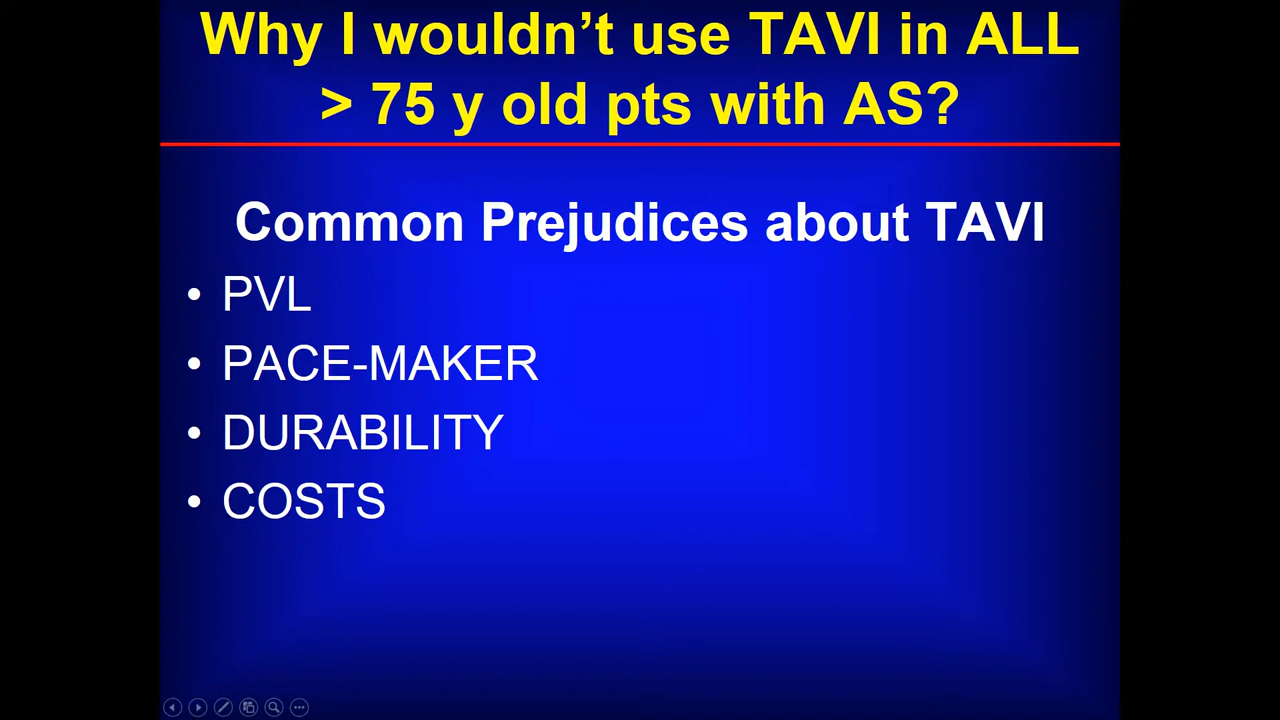 Why I wouldn’t use TAVI in ALL
> 75 y old pts with AS?
Common Prejudices about TAVI
• PVL
• PACE-MAKER
• DURABILITY
• COSTS